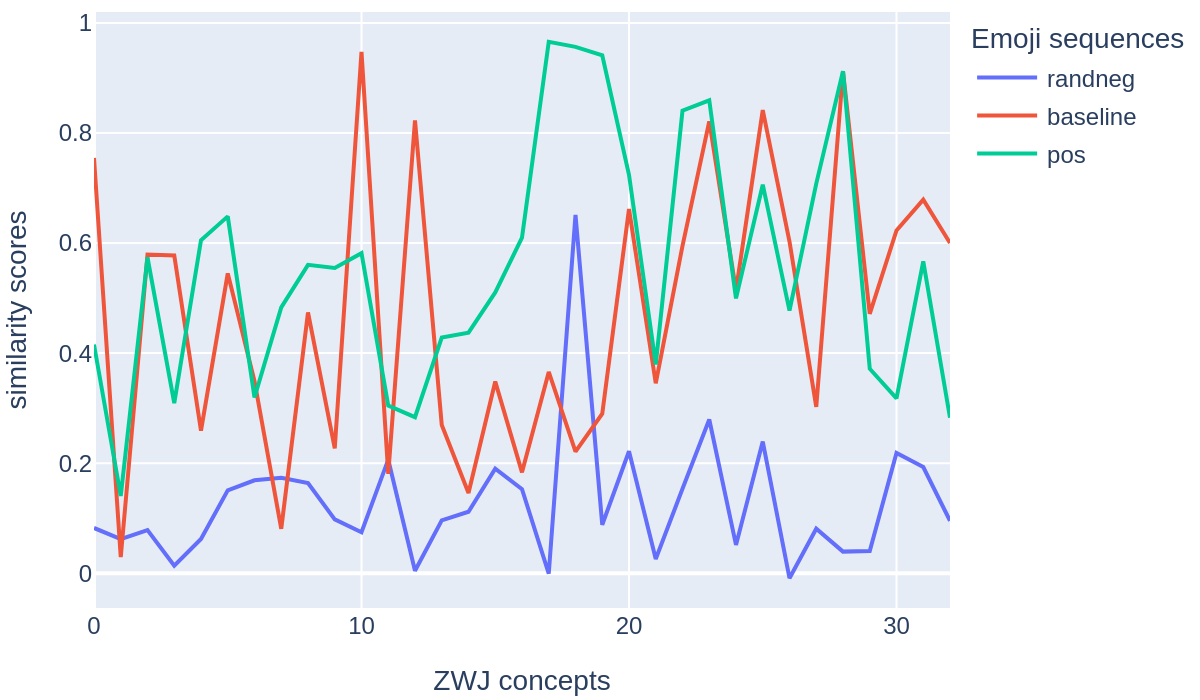 Emoji sequences
randneg
baseline
pos
similarity scores
1
0.8
0.6
0.4
0.2
0
0
10
20
30
ZWJ concepts